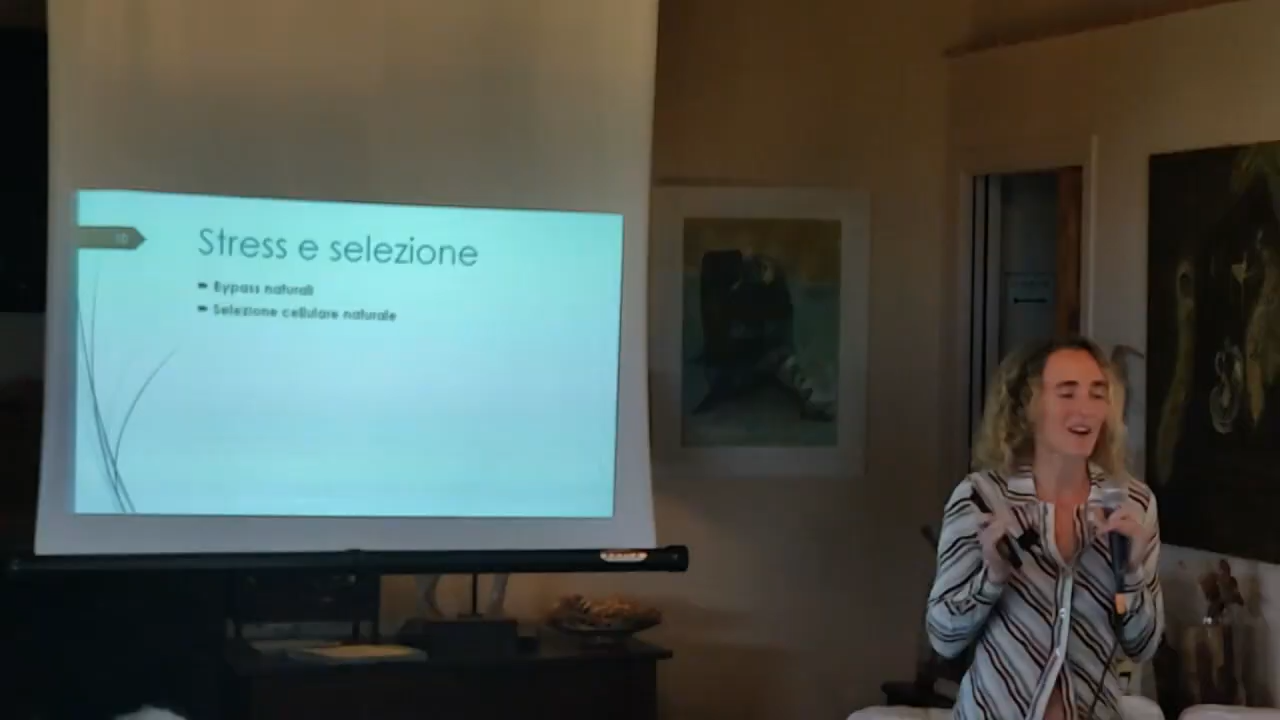 Stress e selezione
Bypass naturali
Selezione cellulare naturale